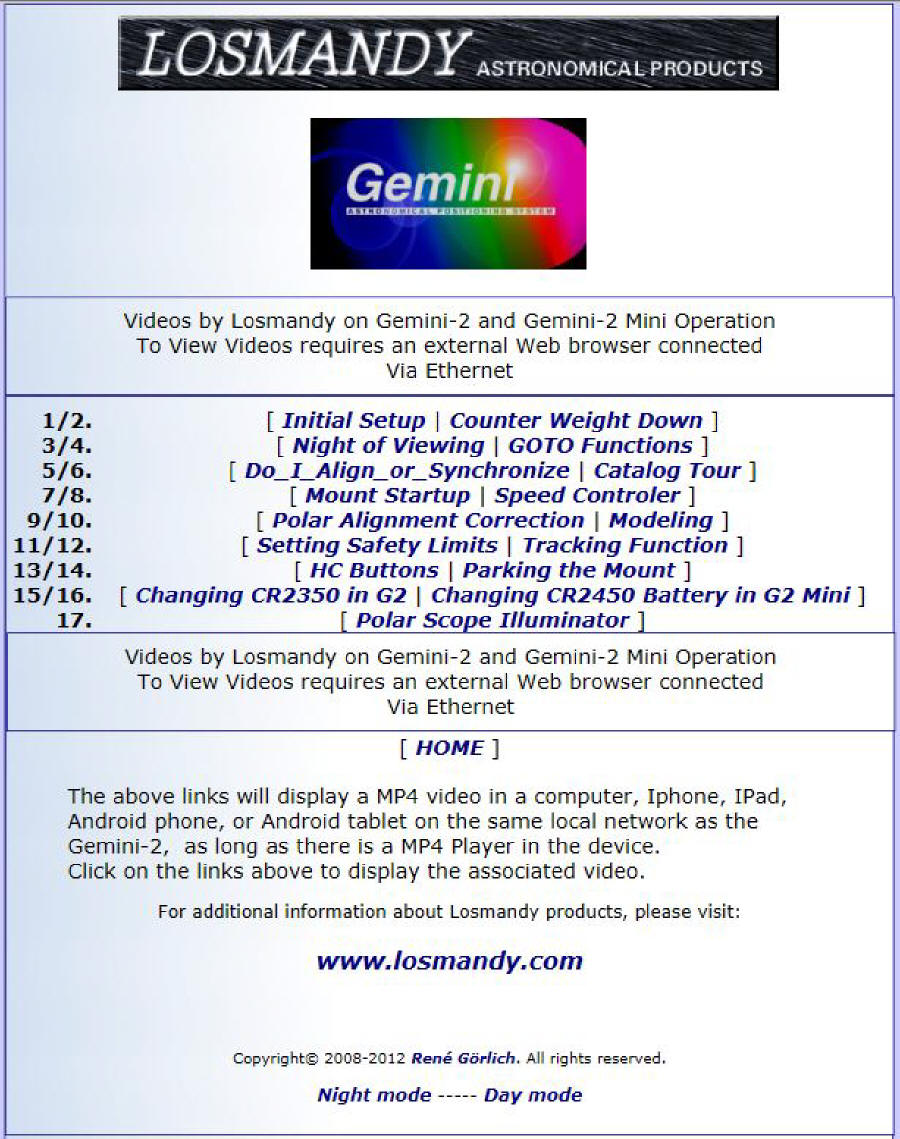 LOSMANDY ASTRONOMICAL PRODUCTS
Gemini
ASTRONOMICAL POSITIONING SYSTEM
Videos by Losmandy on Gemini-2 and Gemini-2 Mini Operation
To View Videos requires an external Web browser connected
Via Ethernet
1/2. [ Initial Setup | Counter Weight Down ]
3/4. [ Night of Viewing | GOTO Functions ]
5/6. [ Do_I_Align_or_Synchronize | Catalog Tour ]
7/8. [ Mount Startup | Speed Controler ]
9/10. [ Polar Alignment Correction | Modeling ]
11/12. [ Setting Safety Limits | Tracking Function ]
13/14. [ HC Buttons | Parking the Mount ]
15/16. [ Changing CR2350 in G2 | Changing CR2450 Battery in G2 Mini ]
17. [ Polar Scope Illuminator ]
Videos by Losmandy on Gemini-2 and Gemini-2 Mini Operation
To View Videos requires an external Web browser connected
Via Ethernet
[ HOME ]
The above links will display a MP4 video in a computer, Iphone, IPad,
Android phone, or Android tablet on the same local network as the
Gemini-2,  as long as there is a MP4 Player in the device.
Click on the links above to display the associated video.
For additional information about Losmandy products, please visit:
www.losmandy.com
Copyright© 2008-2012 René Görlich. All rights reserved.
Night mode ----- Day mode